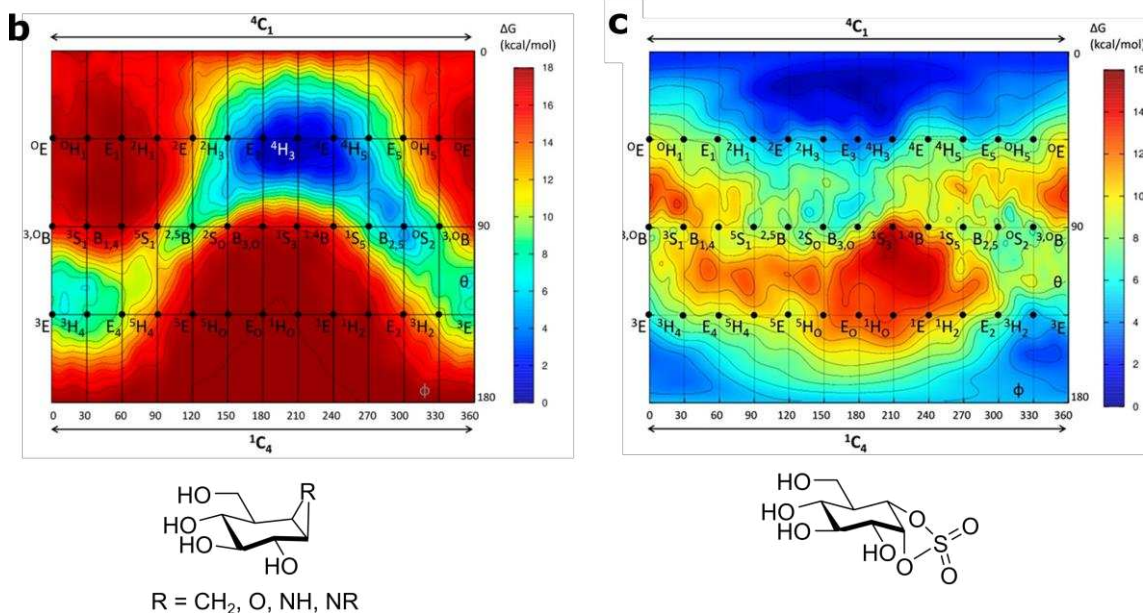 b
⁴C₁
ΔG
(kcal/mol)
0
18
16
14
12
10
8
6
4
2
0
ᴼE ᴼH₁ E₁ ²H₁ ²E ²H₃ E₃ ⁴H₃ ⁴E ⁴H₅ E₅ ᴼH₅ ᴼE
³,ᴼB ³S₁ B₁,₄ ⁵S₁ ²,⁵B ²S₀ B₃,₀ ¹S₃ ¹,⁴B ¹S₅ B₂,₅ ᴼS₂ ³,ᴼB
90
θ
³E ³H₄ E₄ ⁵H₄ ⁵E ⁵H₀ E₀ ¹H₀ ¹E ¹H₂ E₂ ³H₂ ³E
ϕ
180
0 30 60 90 120 150 180 210 240 270 300 330 360
¹C₄
R
HO
HO
HO
OH
R = CH₂, O, NH, NR
c
⁴C₁
ΔG
(kcal/mol)
0
16
14
12
10
8
6
4
2
0
ᴼE ᴼH₁ E₁ ²H₁ ²E ²H₃ E₃ ⁴H₃ ⁴E ⁴H₅ E₅ ᴼH₅ ᴼE
³,ᴼB ³S₁ B₁,₄ ⁵S₁ ²,⁵B ²S₀ B₃,₀ ¹S₃ ¹,⁴B ¹S₅ B₂,₅ ᴼS₂ ³,ᴼB
90
θ
³E ³H₄ E₄ ⁵H₄ ⁵E ⁵H₀ E₀ ¹H₀ ¹E ¹H₂ E₂ ³H₂ ³E
ϕ
180
0 30 60 90 120 150 180 210 240 270 300 330 360
¹C₄
HO
HO
HO
HO
O
O
S
O
O